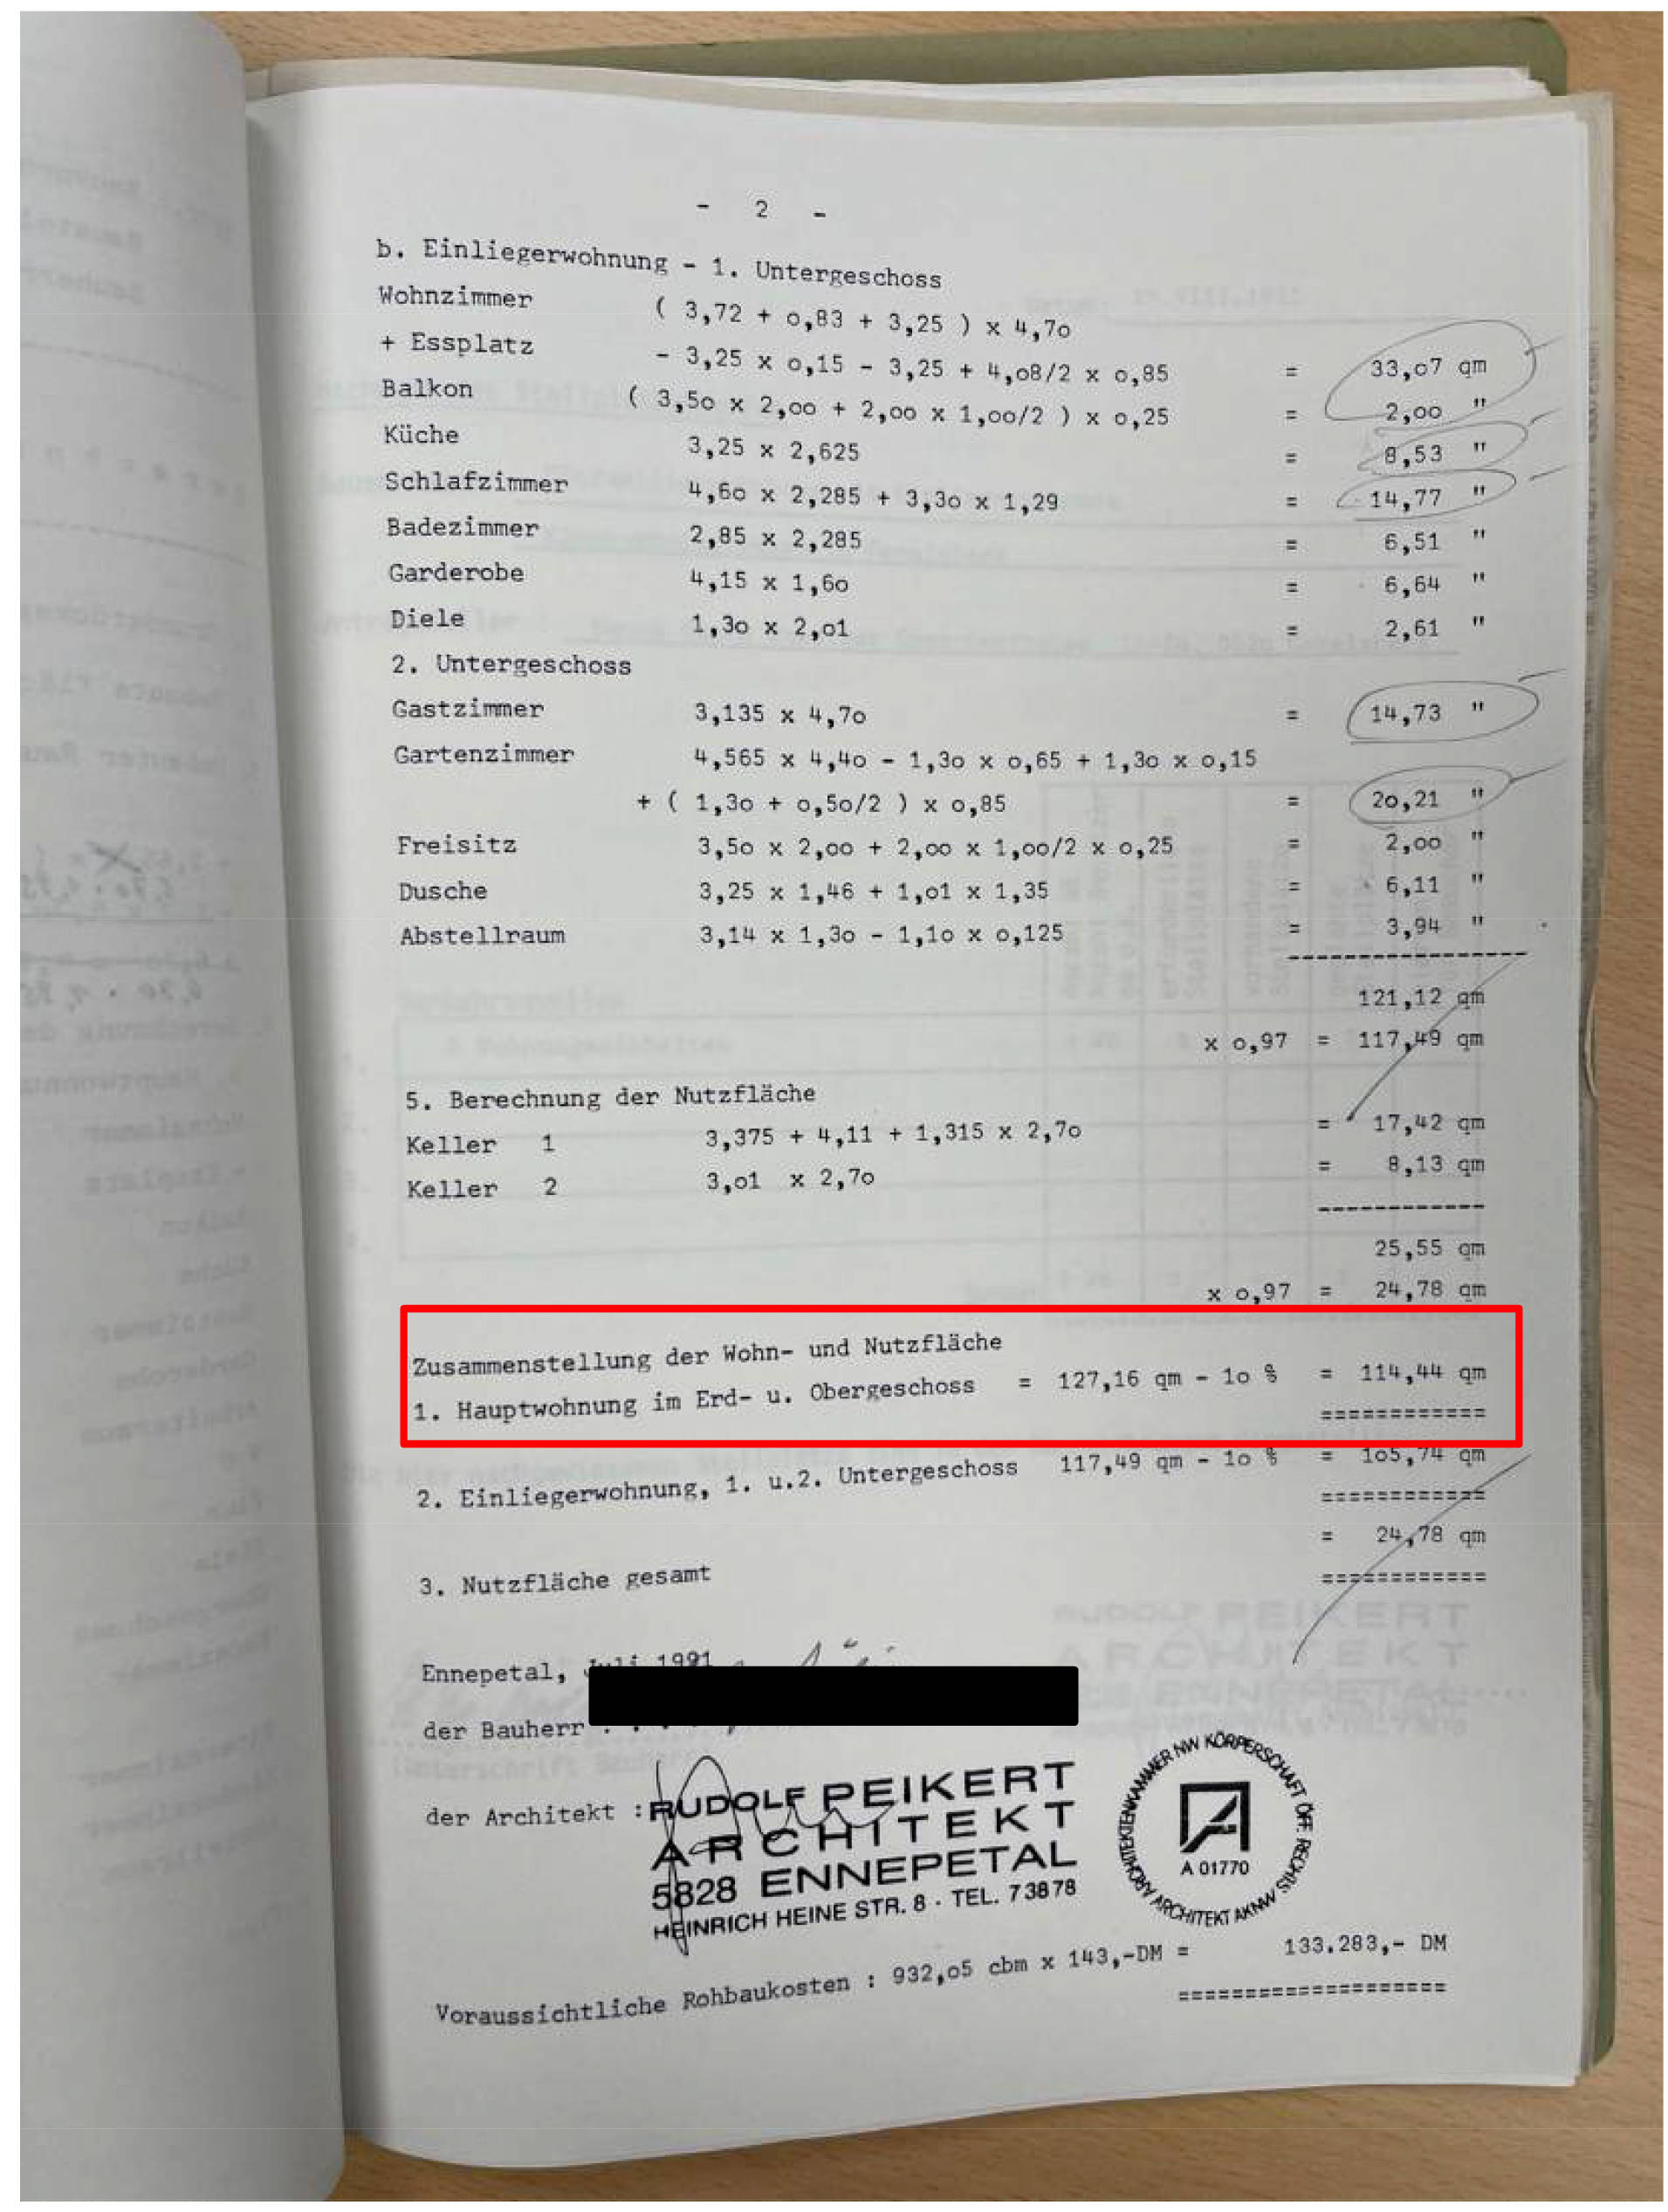 - 2 -
b. Einliegerwohnung - 1. Untergeschoss
Wohnzimmer ( 3,72 + o,83 + 3,25 ) x 4,7o
+ Essplatz - 3,25 x o,15 - 3,25 + 4,o8/2 x o,85 = 33,o7 qm
Balkon ( 3,5o x 2,oo + 2,oo x 1,oo/2 ) x o,25 = 2,oo "
Küche 3,25 x 2,625 = 8,53 "
Schlafzimmer 4,6o x 2,285 + 3,3o x 1,29 = 14,77 "
Badezimmer 2,85 x 2,285 = 6,51 "
Garderobe 4,15 x 1,6o = 6,64 "
Diele 1,3o x 2,o1 = 2,61 "
2. Untergeschoss
Gastzimmer 3,135 x 4,7o = 14,73 "
Gartenzimmer 4,565 x 4,4o - 1,3o x o,65 + 1,3o x o,15
+ ( 1,3o + o,5o/2 ) x o,85 = 2o,21 "
Freisitz 3,5o x 2,oo + 2,oo x 1,oo/2 x o,25 = 2,oo "
Dusche 3,25 x 1,46 + 1,o1 x 1,35 = 6,11 "
Abstellraum 3,14 x 1,3o - 1,1o x o,125 = 3,94 "
121,12 qm
x o,97 = 117,49 qm
5. Berechnung der Nutzfläche
Keller 1 3,375 + 4,11 + 1,315 x 2,7o = 17,42 qm
Keller 2 3,o1 x 2,7o = 8,13 qm
25,55 qm
x o,97 = 24,78 qm
Zusammenstellung der Wohn- und Nutzfläche
1. Hauptwohnung im Erd- u. Obergeschoss = 127,16 qm - 1o % = 114,44 qm
2. Einliegerwohnung, 1. u.2. Untergeschoss 117,49 qm - 1o % = 1o5,74 qm
3. Nutzfläche gesamt = 24,78 qm
Ennepetal, Juli 1991
der Bauherr . . .
der Architekt :
RUDOLF PEIKERT
ARCHITEKT
5828 ENNEPETAL
HEINRICH HEINE STR. 8 · TEL. 73878
ARCHITEKTENKAMMER NW KÖRPERSCHAFT ÖFF. RECHTS
A 01770
ARCHITEKT AKNW
Voraussichtliche Rohbaukosten : 932,o5 cbm x 143,-DM = 133.283,- DM